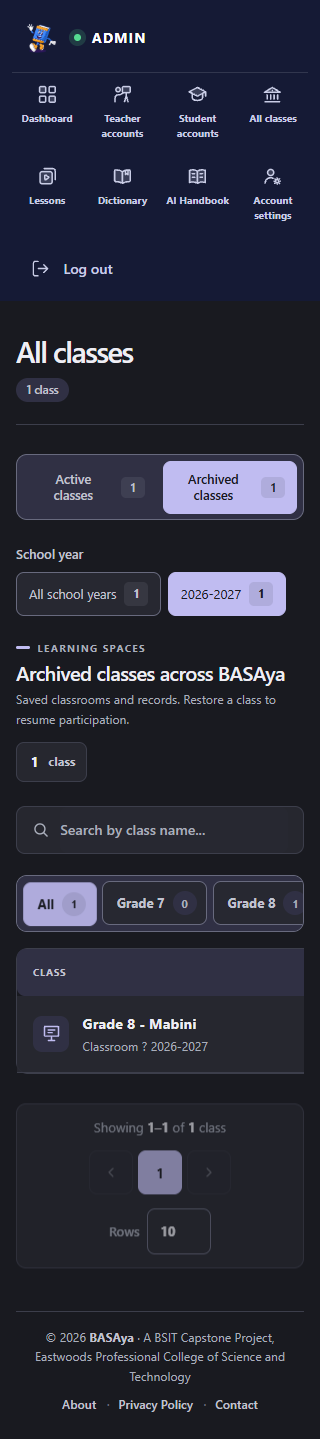 ADMIN
Dashboard
Teacher accounts
Student accounts
All classes
Lessons
Dictionary
AI Handbook
Account settings
Log out
All classes
1 class
Active classes 1
Archived classes 1
School year
All school years 1
2026-2027 1
LEARNING SPACES
Archived classes across BASAya
Saved classrooms and records. Restore a class to
resume participation.
1 class
Search by class name...
All 1
Grade 7 0
Grade 8 1
CLASS
Grade 8 - Mabini
Classroom ? 2026-2027
Showing 1–1 of 1 class
1
Rows 10
© 2026 BASAya · A BSIT Capstone Project,
Eastwoods Professional College of Science and
Technology
About · Privacy Policy · Contact